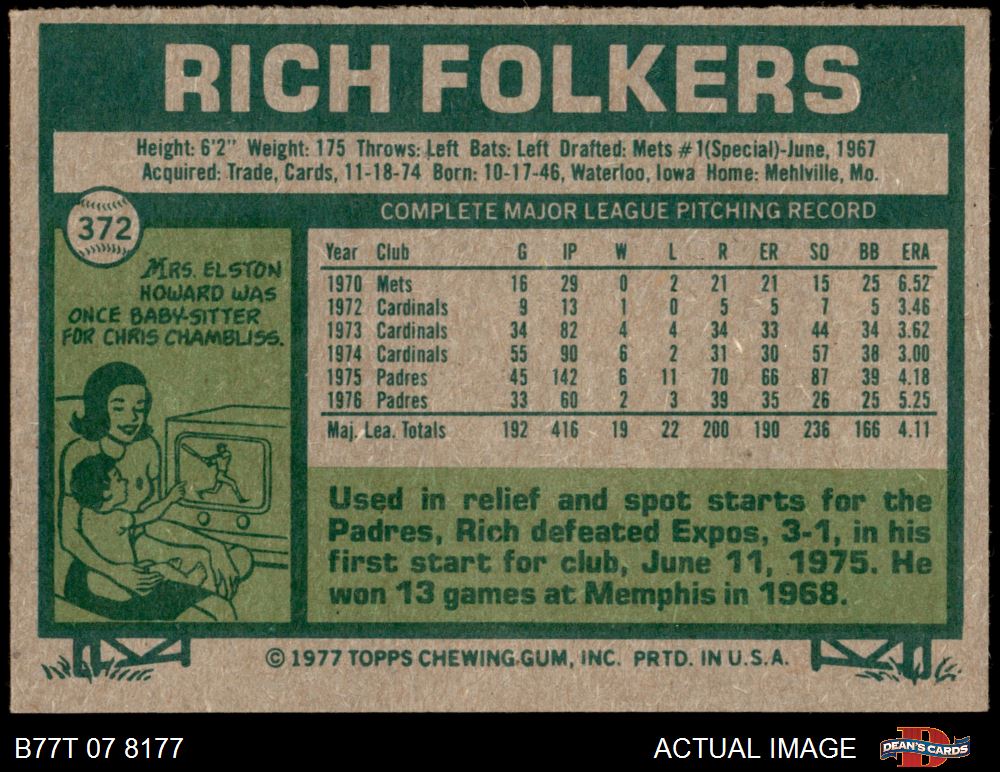 RICH FOLKERS
Height: 6'2" Weight: 175 Throws: Left Bats: Left Drafted: Mets #1(Special)-June, 1967
Acquired: Trade, Cards, 11-18-74 Born: 10-17-46, Waterloo, Iowa Home: Mehlville, Mo.
372
MRS. ELSTON
HOWARD WAS
ONCE BABY-SITTER
FOR CHRIS CHAMBLISS.
COMPLETE MAJOR LEAGUE PITCHING RECORD
Year Club G IP W L R ER SO BB ERA
1970 Mets 16 29 0 2 21 21 15 25 6.52
1972 Cardinals 9 13 1 0 5 5 7 5 3.46
1973 Cardinals 34 82 4 4 34 33 44 34 3.62
1974 Cardinals 55 90 6 2 31 30 57 38 3.00
1975 Padres 45 142 6 11 70 66 87 39 4.18
1976 Padres 33 60 2 3 39 35 26 25 5.25
Maj. Lea. Totals 192 416 19 22 200 190 236 166 4.11
Used in relief and spot starts for the
Padres, Rich defeated Expos, 3-1, in his
first start for club, June 11, 1975. He
won 13 games at Memphis in 1968.
© 1977 TOPPS CHEWING GUM, INC. PRTD. IN U.S.A.
B77T 07 8177
ACTUAL IMAGE
D
DEAN'S CARDS